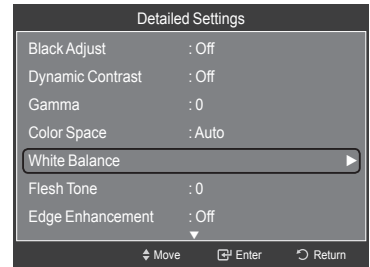 Detailed Settings
Black Adjust : Off
Dynamic Contrast : Off
Gamma : 0
Color Space : Auto
White Balance
Flesh Tone : 0
Edge Enhancement : Off
Move Enter Return